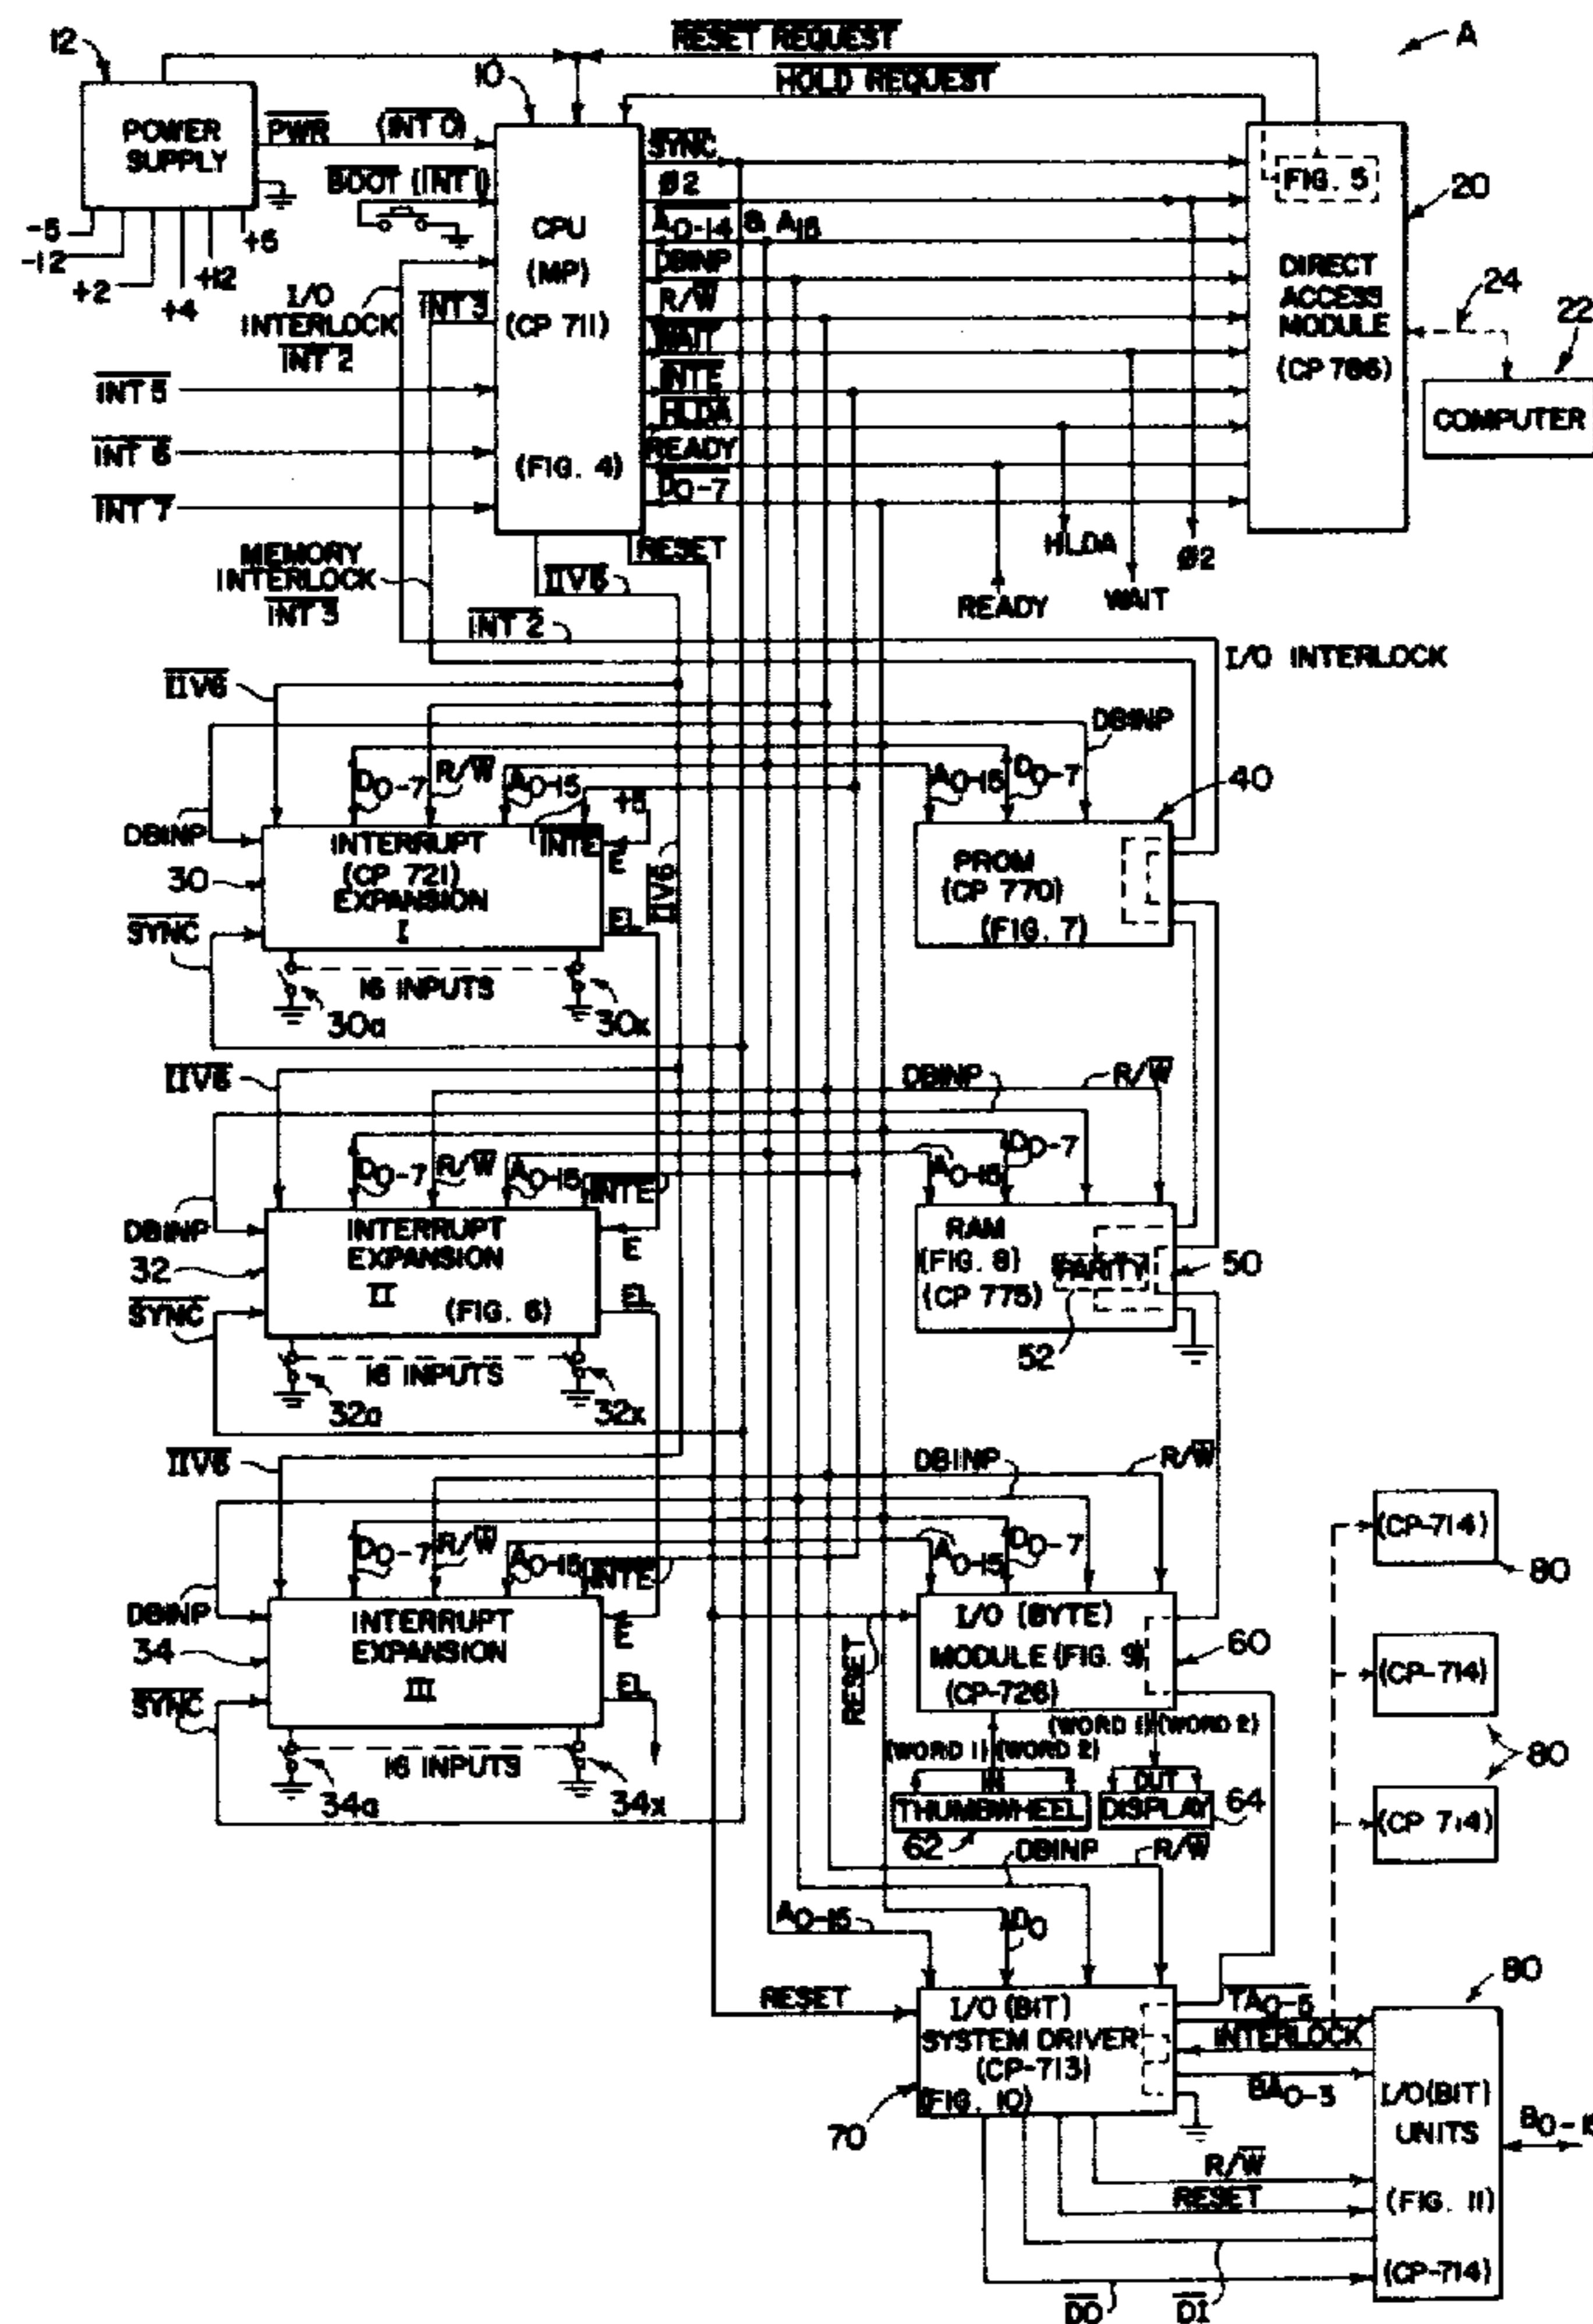 12
RESET REQUEST
A
10
HOLD REQUEST
POWER
SUPPLY
PWR
(INT 0)
SYNC
FIG. 5
20
BOOT (INT 1)
Ø2
CPU
A0-14 & A15
-5
-12
+2
+4
+12
+5
(MP)
DBINP
DIRECT
ACCESS
MODULE
(CP 786)
24
22
I/O
INTERLOCK
INT 2
INT 3
(CP 711)
R/W
WAIT
INT 5
INTE
COMPUTER
HLDA
INT 6
(FIG. 4)
READY
INT 7
D0-7
MEMORY
INTERLOCK
INT 3
RESET
HLDA
Ø2
IIV6
READY
WAIT
INT 2
I/O INTERLOCK
IIV6
DBINP
D0-7
R/W
A0-15
+5
A0-15
D0-7
40
DBINP
INTERRUPT
(CP 721)
EXPANSION
I
INTE
E
IIV6
PROM
(CP 770)
(FIG. 7)
30
SYNC
EL
16 INPUTS
30a
30x
IIV6
DBINP
R/W
D0-7
R/W
A0-15
INTE
A0-15
D0-7
DBINP
INTERRUPT
EXPANSION
II
(FIG. 6)
E
RAM
(FIG. 8)
(CP 775)
PARITY
50
32
SYNC
EL
52
16 INPUTS
32a
32x
IIV6
DBINP
R/W
D0-7
R/W
A0-15
INTE
A0-15
D0-7
(CP-714)
80
DBINP
INTERRUPT
EXPANSION
III
E
I/O (BYTE)
MODULE (FIG. 9)
(CP-726)
60
34
RESET
(CP-714)
SYNC
EL
(WORD 1) (WORD 2)
80
16 INPUTS
(WORD 1) (WORD 2)
34a
34x
IN
OUT
THUMBWHEEL
DISPLAY
64
(CP 714)
62
DBINP
R/W
A0-15
D0
80
RESET
I/O (BIT)
SYSTEM DRIVER
(CP-713)
(FIG. 10)
TA0-5
INTERLOCK
BA0-3
I/O (BIT)
UNITS
(FIG. 11)
(CP-714)
B0-15
70
R/W
RESET
DO
DI